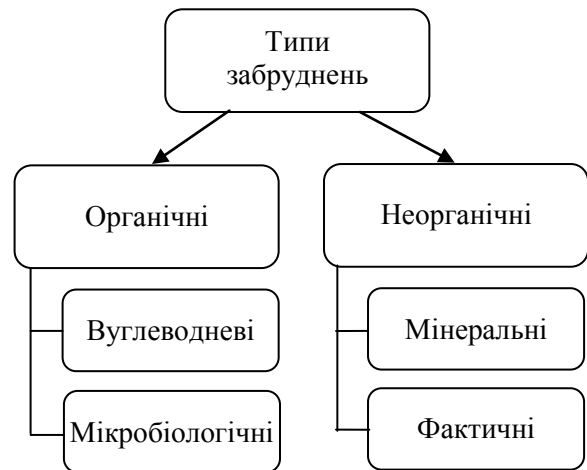 Типи
забруднень
Органічні
Неорганічні
Вуглеводневі
Мінеральні
Мікробіологічні
Фактичні